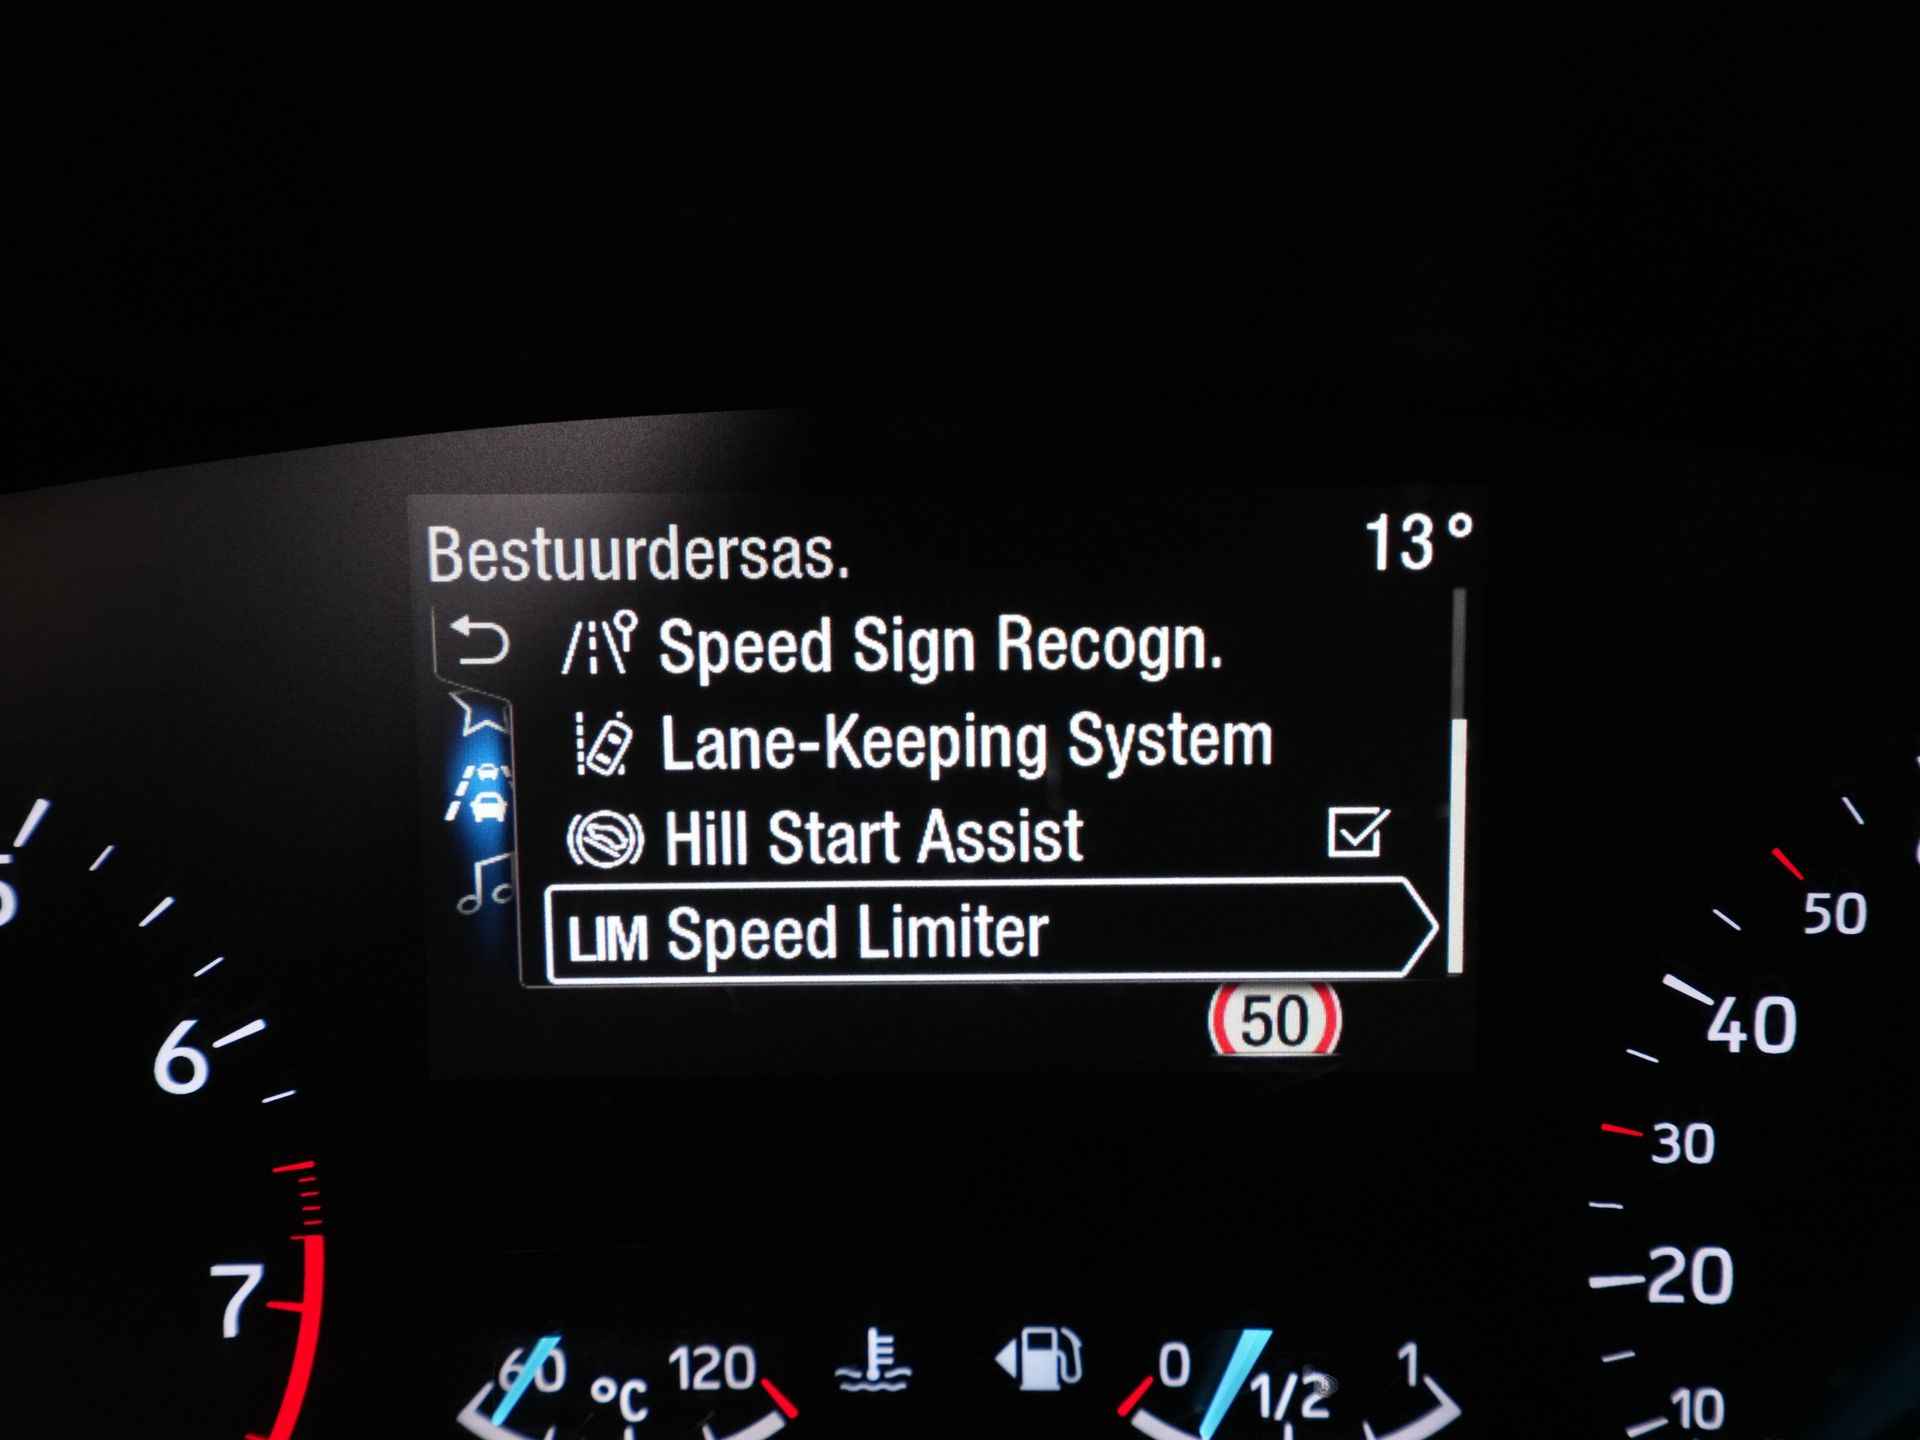 Bestuurdersas. 13°
Speed Sign Recogn.
Lane-Keeping System
Hill Start Assist
LIM Speed Limiter
50
6
7
50
40
30
20
10
60 °C 120
0 1/2 1